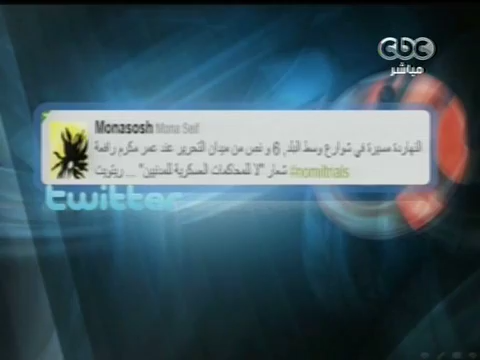 cbc
مباشر
Monasosh Mona Seif
النهاردة مسيرة في شوارع وسط البلد, 6 و نص من ميدان التحرير عند عمر مكرم رافعة
شعار "لا للمحاكمات العسكرية للمدنيين" ... ريتويت #nomiltrials
twitter